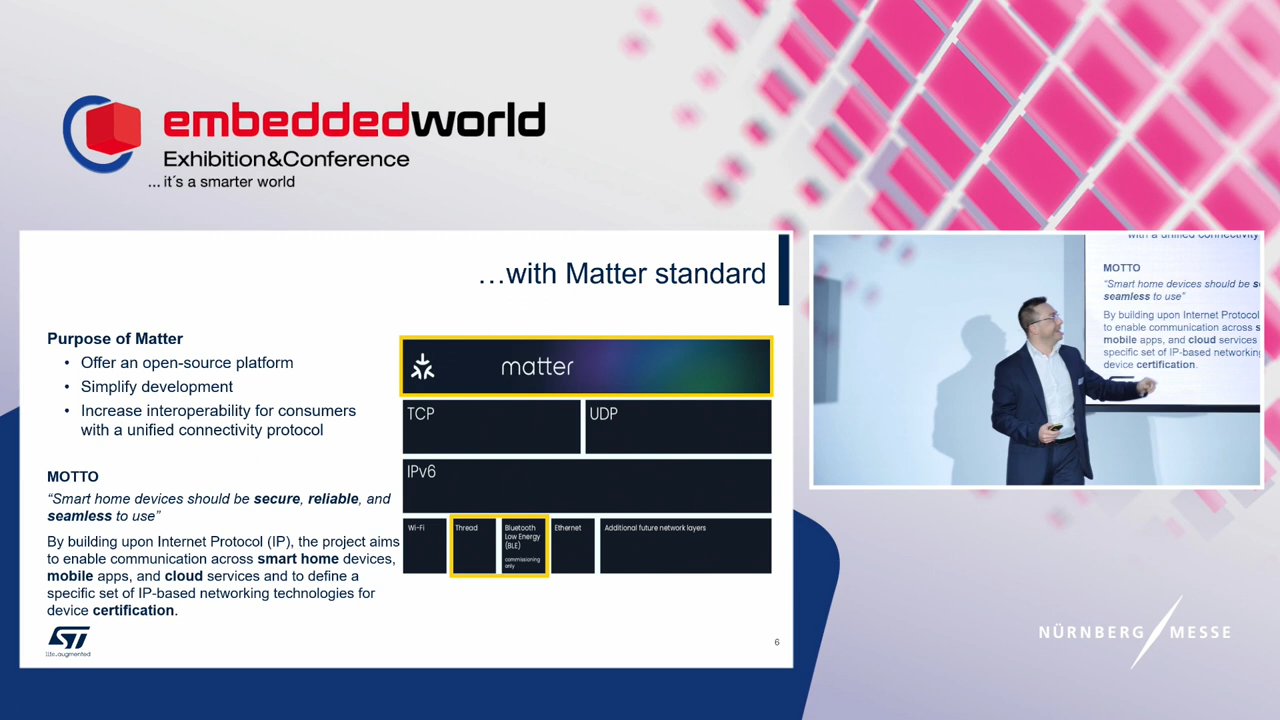 embeddedworld
Exhibition&Conference
... it´s a smarter world
...with Matter standard
Purpose of Matter
• Offer an open-source platform
• Simplify development
• Increase interoperability for consumers
with a unified connectivity protocol
MOTTO
“Smart home devices should be secure, reliable, and
seamless to use”
By building upon Internet Protocol (IP), the project aims
to enable communication across smart home devices,
mobile apps, and cloud services and to define a
specific set of IP-based networking technologies for
device certification.
matter
TCP
UDP
IPv6
Wi-Fi
Thread
Bluetooth
Low Energy
(BLE)
commissioning
only
Ethernet
Additional future network layers
ST
life.augmented
6
with a unified connectivity
MOTTO
“Smart home devices should be
seamless to use”
By building upon Internet Protocol
to enable communication across
mobile apps, and cloud services
specific set of IP-based networking
device certification.
NÜRNBERG MESSE